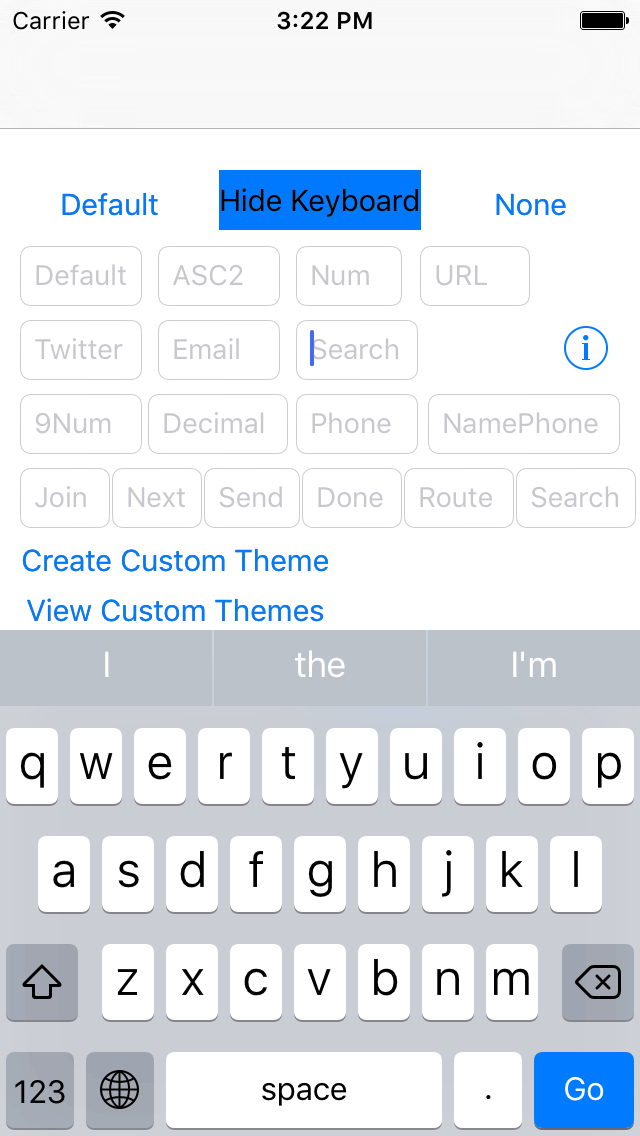 Carrier 3:22 PM
Default Hide Keyboard None
Default ASC2 Num URL
Twitter Email Search i
9Num Decimal Phone NamePhone
Join Next Send Done Route Search
Create Custom Theme
View Custom Themes
I the I'm
q w e r t y u i o p
a s d f g h j k l
z x c v b n m
123 space . Go